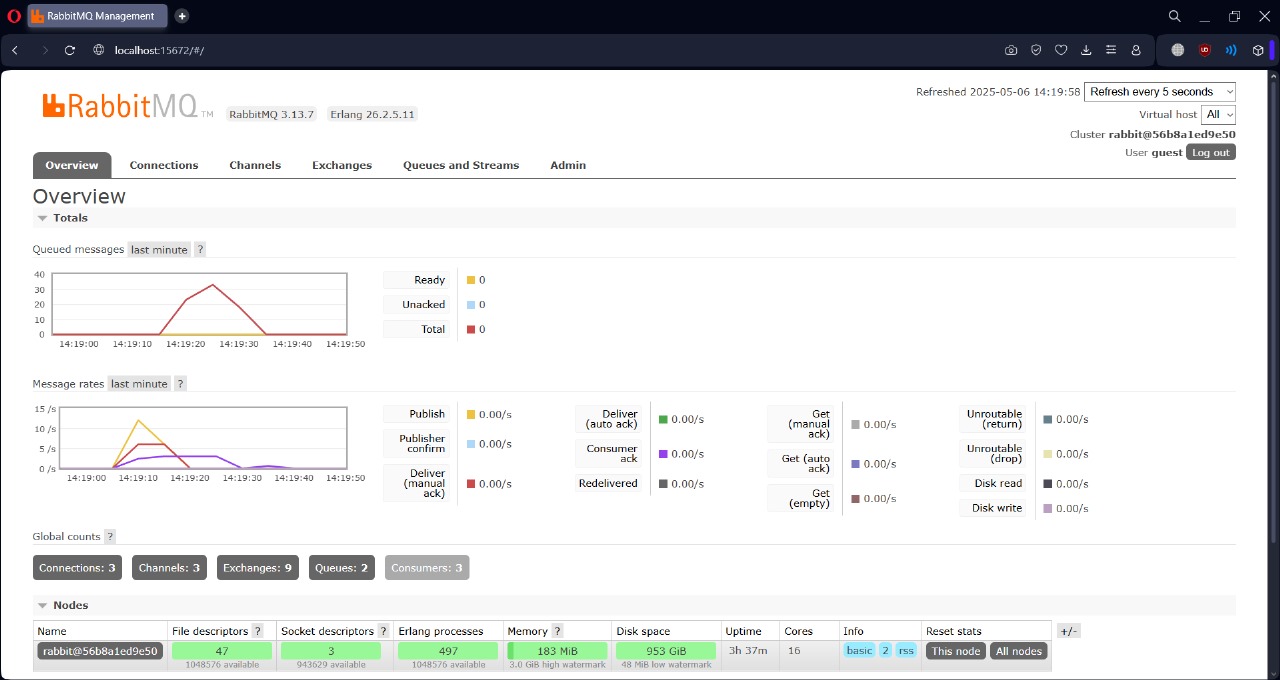 RabbitMQ Management
localhost:15672/#/
RabbitMQ TM
RabbitMQ 3.13.7
Erlang 26.2.5.11
Refreshed 2025-05-06 14:19:58
Refresh every 5 seconds
Virtual host
All
Cluster rabbit@56b8a1ed9e50
User guest
Log out
Overview
Connections
Channels
Exchanges
Queues and Streams
Admin
Overview
Totals
Queued messages last minute ?
40
30
20
10
0
14:19:00 14:19:10 14:19:20 14:19:30 14:19:40 14:19:50
Ready 0
Unacked 0
Total 0
Message rates last minute ?
15 /s
10 /s
5 /s
0 /s
14:19:00 14:19:10 14:19:20 14:19:30 14:19:40 14:19:50
Publish 0.00/s
Publisher
confirm
0.00/s
Deliver
(manual
ack)
0.00/s
Deliver
(auto ack)
0.00/s
Consumer
ack
0.00/s
Redelivered 0.00/s
Get
(manual
ack)
0.00/s
Get (auto
ack)
0.00/s
Get
(empty)
0.00/s
Unroutable
(return)
0.00/s
Unroutable
(drop)
0.00/s
Disk read 0.00/s
Disk write 0.00/s
Global counts ?
Connections: 3
Channels: 3
Exchanges: 9
Queues: 2
Consumers: 3
Nodes
Name File descriptors ? Socket descriptors ? Erlang processes Memory ? Disk space Uptime Cores Info Reset stats +/-
rabbit@56b8a1ed9e50 47 3 497 183 MiB 953 GiB 3h 37m 16 basic 2 rss This node All nodes
1048576 available 943629 available 1048576 available 3.0 GiB high watermark 48 MiB low watermark